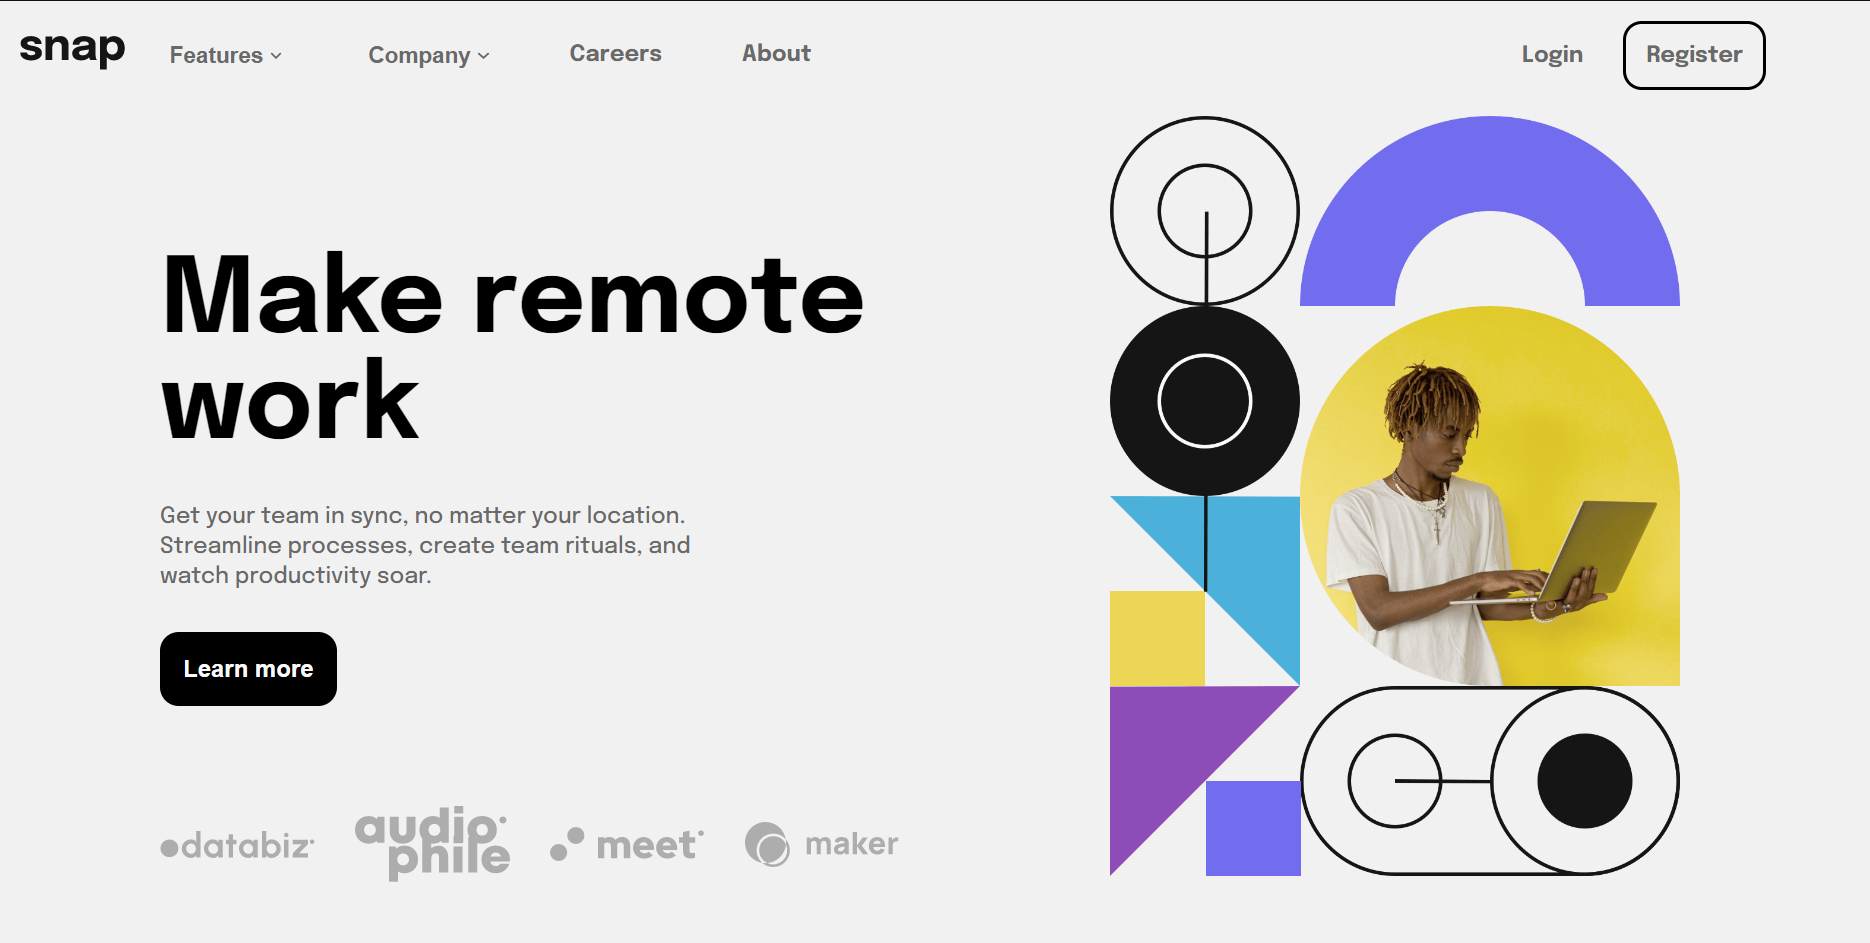 snap
Features
Company
Careers
About
Login
Register
Make remote
work
Get your team in sync, no matter your location.
Streamline processes, create team rituals, and
watch productivity soar.
Learn more
databiz
audio
phile
meet
maker